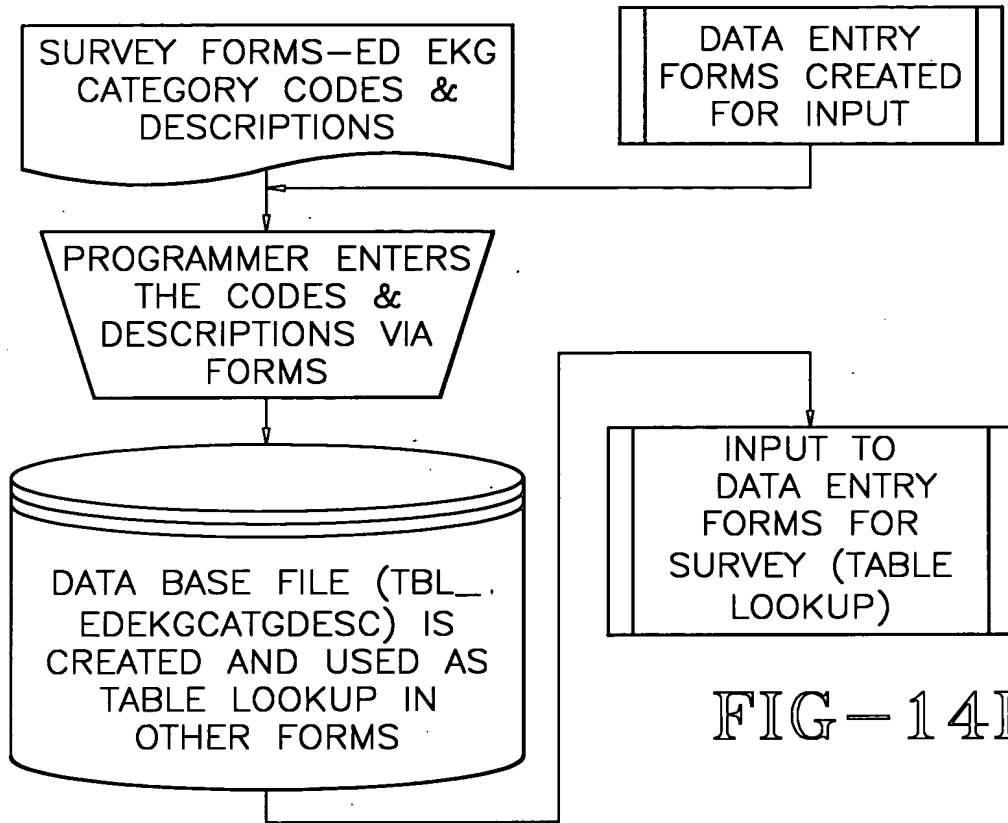 SURVEY FORMS-ED EKG
CATEGORY CODES &
DESCRIPTIONS
DATA ENTRY
FORMS CREATED
FOR INPUT
PROGRAMMER ENTERS
THE CODES &
DESCRIPTIONS VIA
FORMS
DATA BASE FILE (TBL_
EDEKGCATGDESC) IS
CREATED AND USED AS
TABLE LOOKUP IN
OTHER FORMS
INPUT TO
DATA ENTRY
FORMS FOR
SURVEY (TABLE
LOOKUP)